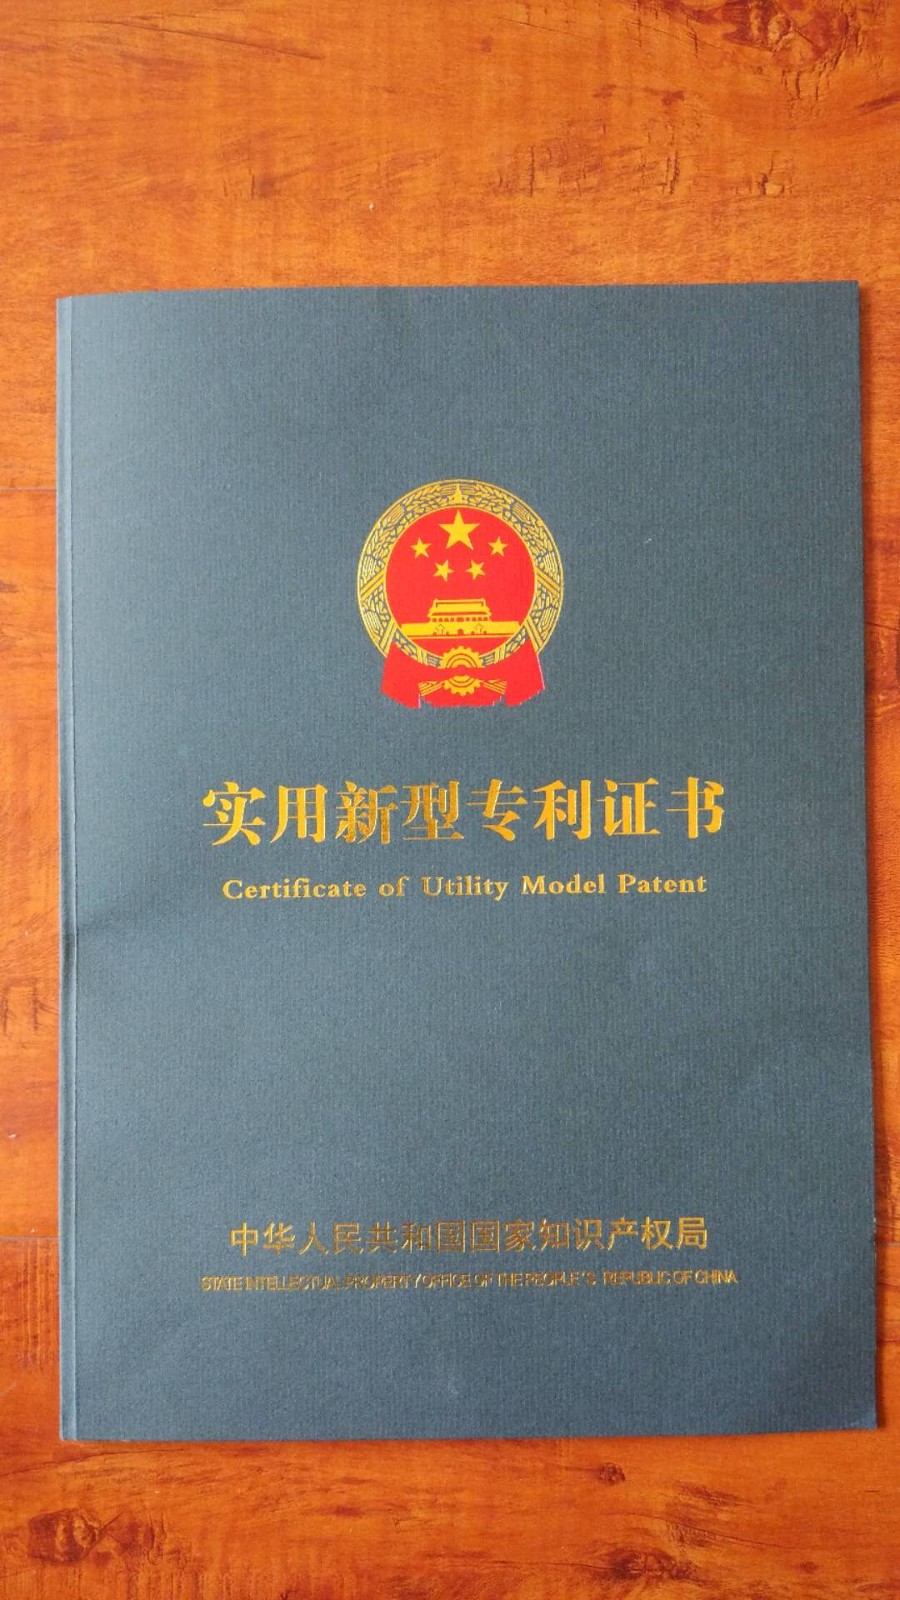 实用新型专利证书
Certificate of Utility Model Patent
中华人民共和国国家知识产权局
STATE INTELLECTUAL PROPERTY OFFICE OF THE PEOPLE'S REPUBLIC OF CHINA